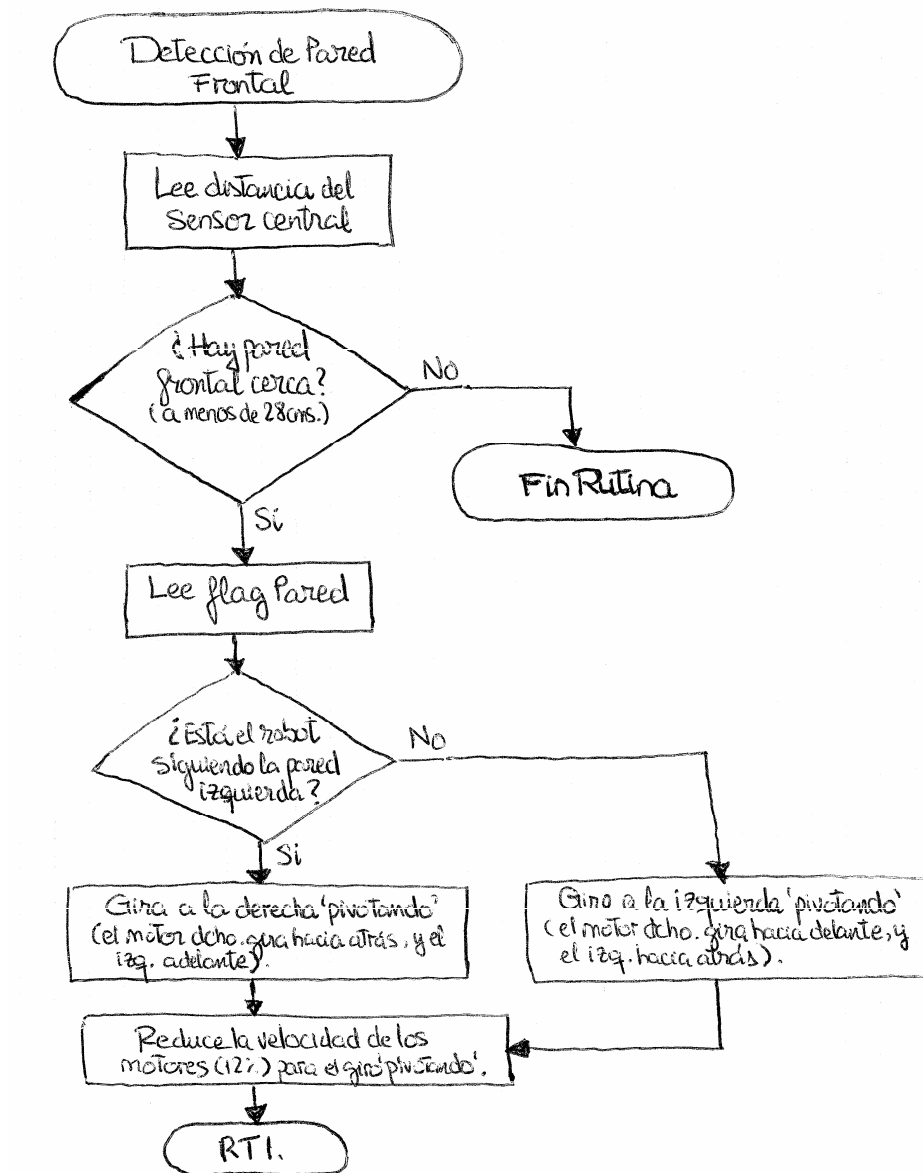 Detección de Pared
Frontal
Lee distancia del
Sensor central
¿Hay pared
frontal cerca?
(a menos de 28cms.)
No
Fin Rutina
Sí
Lee flag Pared
¿Está el robot
siguiendo la pared
izquierda?
No
Sí
Gira a la derecha 'pivotando'
(el motor dcho. gira hacia atrás, y el
izq. adelante).
Gira a la izquierda 'pivotando'
(el motor dcho. gira hacia delante, y
el izq. hacia atrás).
Reduce la velocidad de los
motores (12%) para el giro 'pivotando'.
RTI.